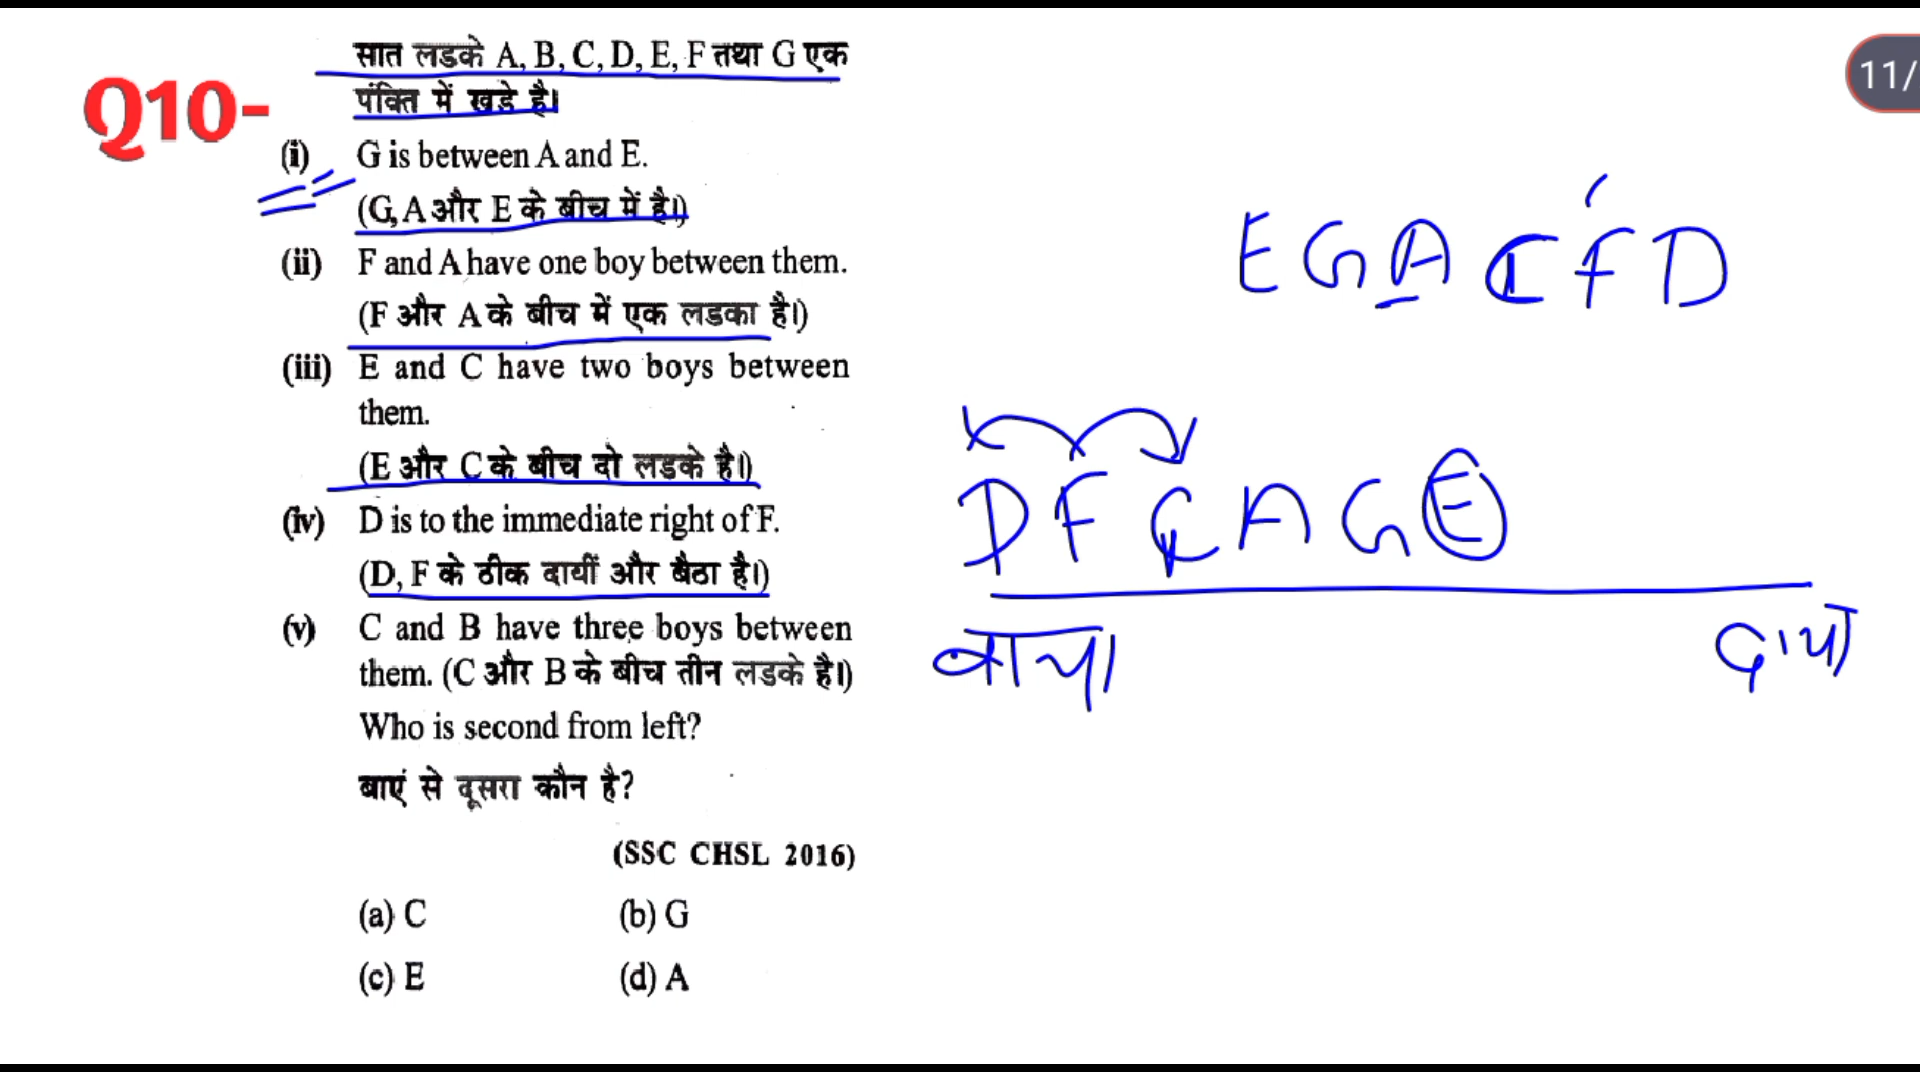 सात लडके A, B, C, D, E, F तथा G एक
Q10-
पंक्ति में खडे है।
11/
(i) G is between A and E.
(G, A और E के बीच में है।)
(ii) F and A have one boy between them.
(F और A के बीच में एक लडका है।)
(iii) E and C have two boys between
them.
(E और C के बीच दो लडके है।)
(iv) D is to the immediate right of F.
(D, F के ठीक दायीं और बैठा है।)
(v) C and B have three boys between
them. (C और B के बीच तीन लडके है।)
Who is second from left?
बाएं से दूसरा कौन है?
(SSC CHSL 2016)
(a) C (b) G
(c) E (d) A
E G A C F D
D F C A G E
बाया दायाँ